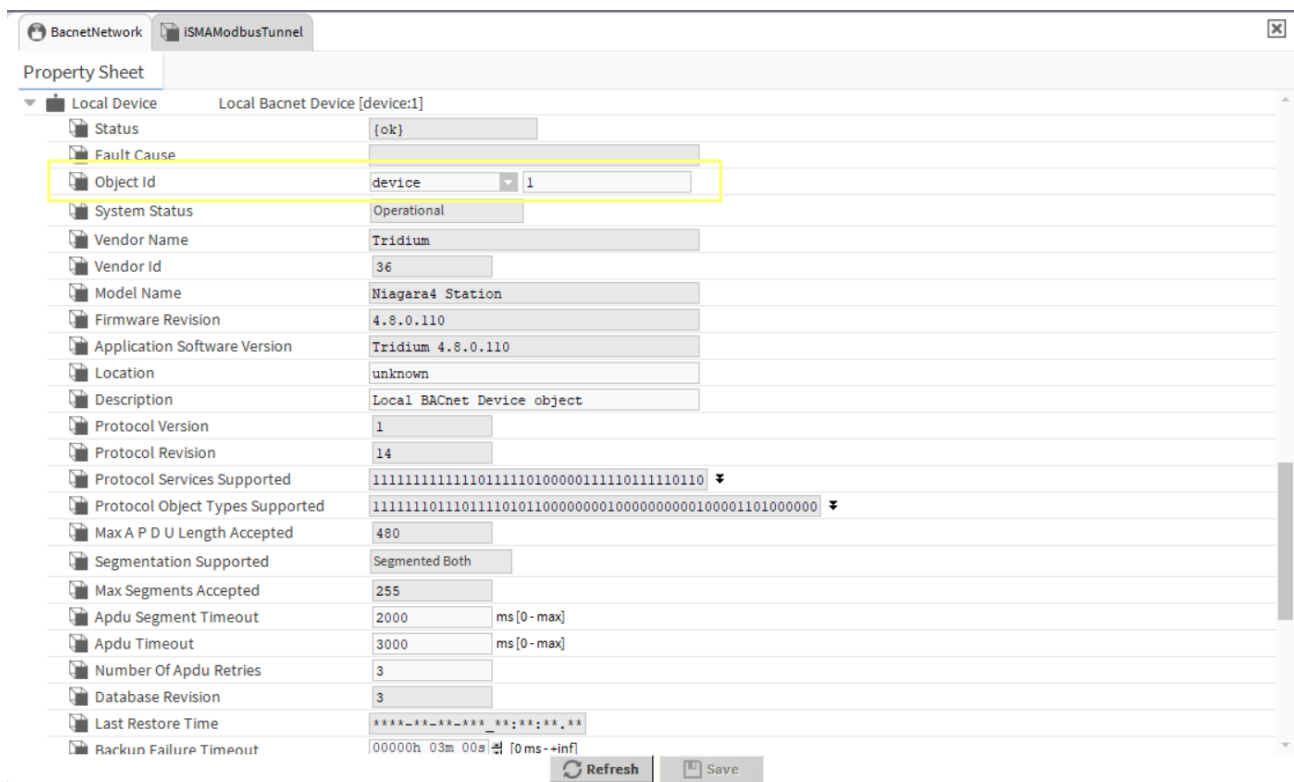 BacnetNetwork iSMAModbusTunnel
Property Sheet
Local Device Local Bacnet Device [device:1]
Status {ok}
Fault Cause
Object Id device 1
System Status Operational
Vendor Name Tridium
Vendor Id 36
Model Name Niagara4 Station
Firmware Revision 4.8.0.110
Application Software Version Tridium 4.8.0.110
Location unknown
Description Local BACnet Device object
Protocol Version 1
Protocol Revision 14
Protocol Services Supported
Protocol Object Types Supported
Max A P D U Length Accepted 480
Segmentation Supported Segmented Both
Max Segments Accepted 255
Apdu Segment Timeout 2000 ms [0 - max]
Apdu Timeout 3000 ms [0 - max]
Number Of Apdu Retries 3
Database Revision 3
Last Restore Time ****-**-**-***_**:**:**.**
Backup Failure Timeout 00000h 03m 00s [0 ms - +inf]
Refresh Save